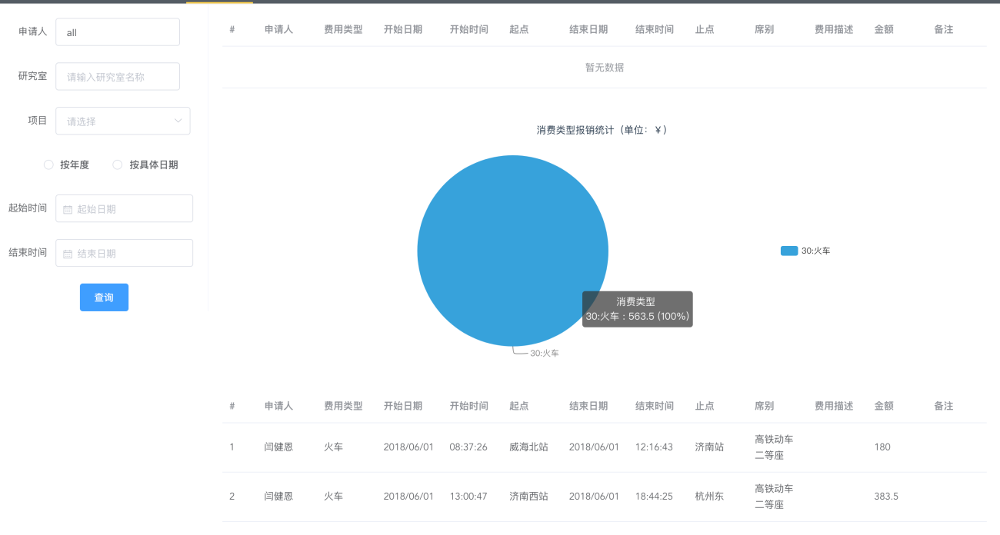 申请人 all
研究室 请输入研究室名称
项目 请选择
按年度 按具体日期
起始时间 起始日期
结束时间 结束日期
查询
# 申请人 费用类型 开始日期 开始时间 起点 结束日期 结束时间 止点 席别 费用描述 金额 备注
暂无数据
消费类型报销统计（单位：￥）
30:火车
消费类型
30:火车 : 563.5 (100%)
30:火车
# 申请人 费用类型 开始日期 开始时间 起点 结束日期 结束时间 止点 席别 费用描述 金额 备注
1 闫健恩 火车 2018/06/01 08:37:26 威海北站 2018/06/01 12:16:43 济南站 高铁动车 180
二等座
2 闫健恩 火车 2018/06/01 13:00:47 济南西站 2018/06/01 18:44:25 杭州东 高铁动车 383.5
二等座